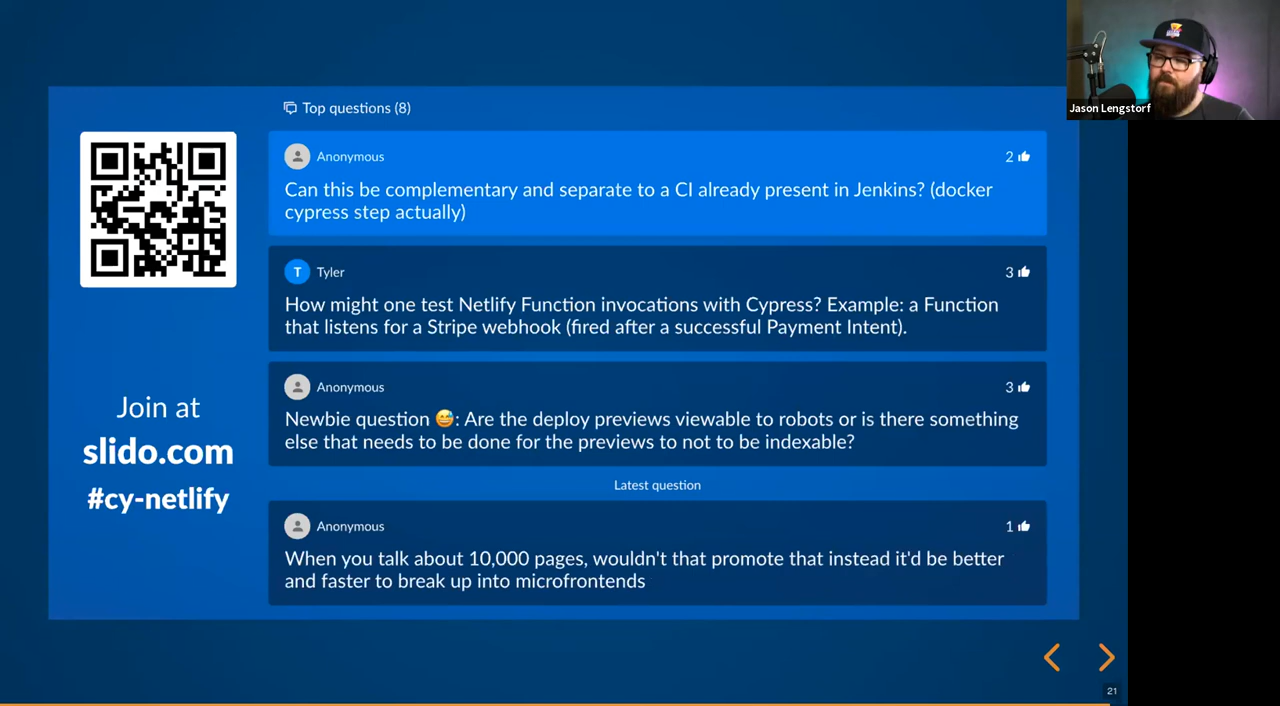 Top questions (8)
Anonymous
2
Can this be complementary and separate to a CI already present in Jenkins? (docker
cypress step actually)
T
Tyler
3
How might one test Netlify Function invocations with Cypress? Example: a Function
that listens for a Stripe webhook (fired after a successful Payment Intent).
Anonymous
3
Newbie question 😅: Are the deploy previews viewable to robots or is there something
else that needs to be done for the previews to not to be indexable?
Latest question
Anonymous
1
When you talk about 10,000 pages, wouldn't that promote that instead it'd be better
and faster to break up into microfrontends
Join at
slido.com
#cy-netlify
Jason Lengstorf
21